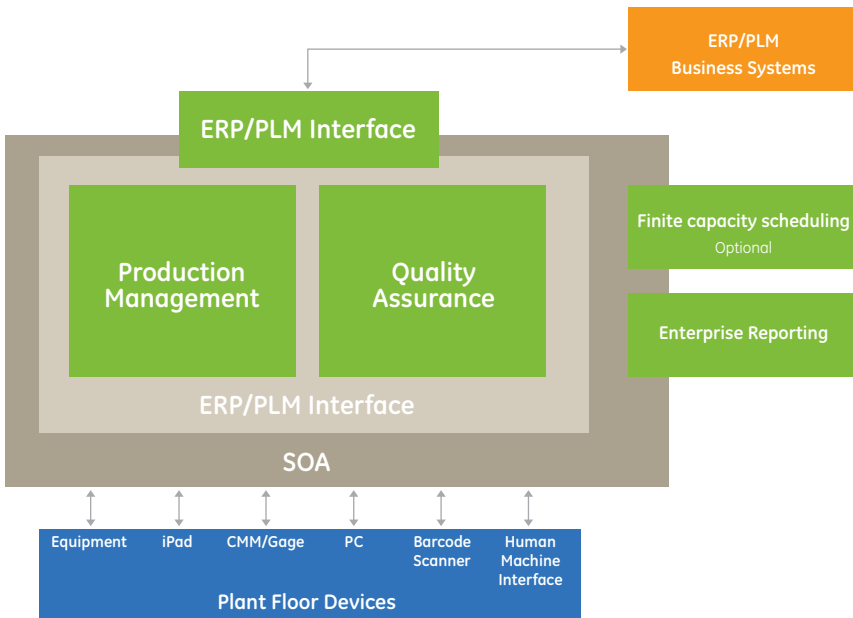 ERP/PLM
Business Systems
ERP/PLM Interface
Finite capacity scheduling
Optional
Production
Management
Quality
Assurance
Enterprise Reporting
ERP/PLM Interface
SOA
Equipment
iPad
CMM/Gage
PC
Barcode
Scanner
Human
Machine
Interface
Plant Floor Devices